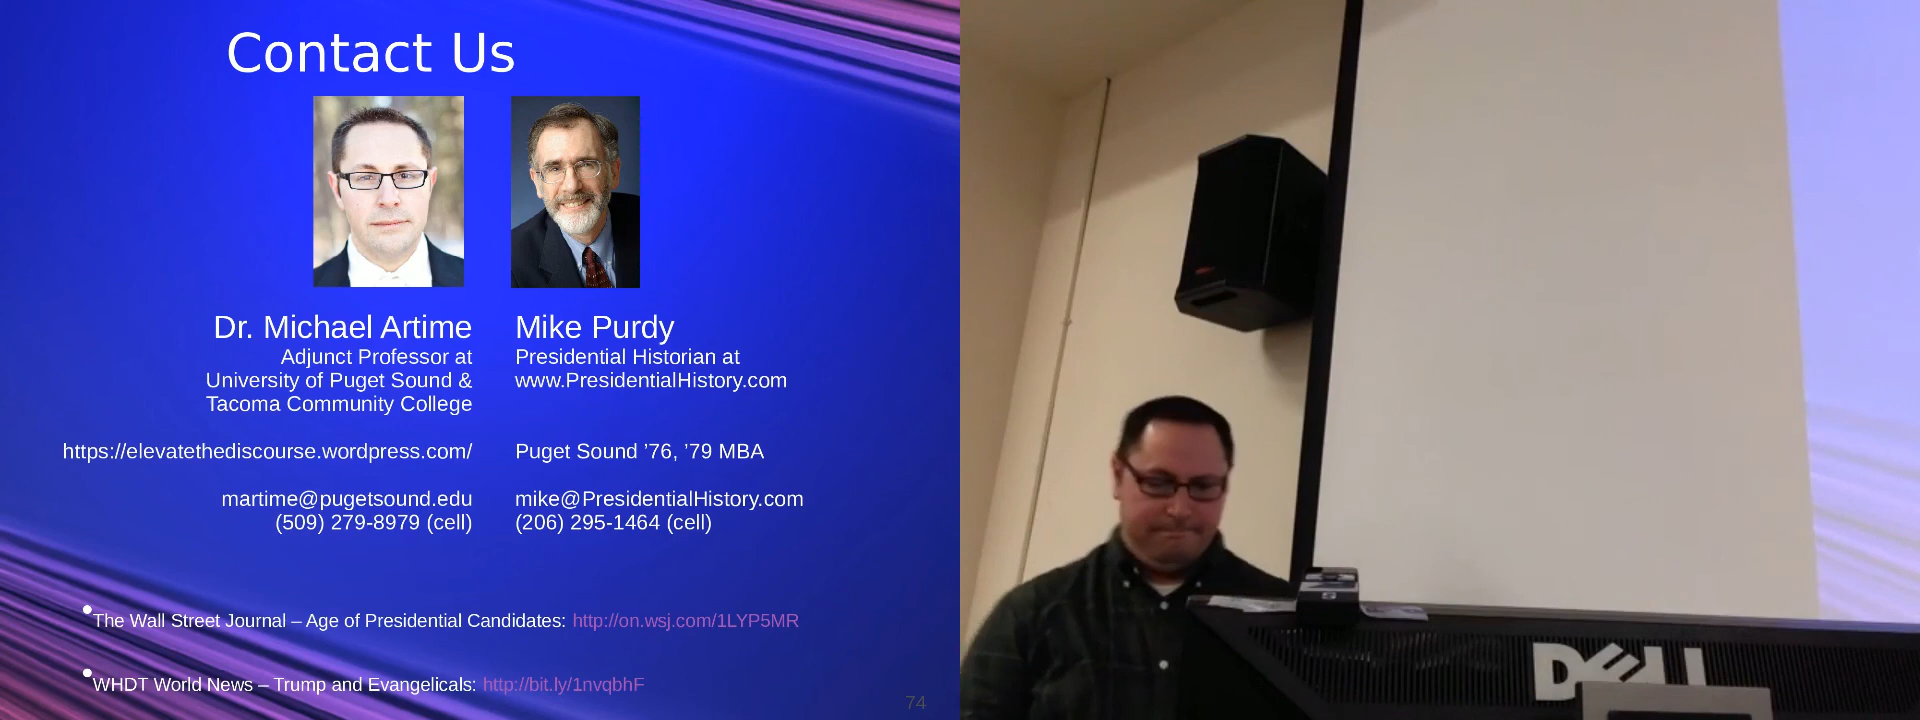 Contact Us
Dr. Michael Artime
Adjunct Professor at
University of Puget Sound &
Tacoma Community College
https://elevatethediscourse.wordpress.com/
martime@pugetsound.edu
(509) 279-8979 (cell)
Mike Purdy
Presidential Historian at
www.PresidentialHistory.com
Puget Sound ’76, ’79 MBA
mike@PresidentialHistory.com
(206) 295-1464 (cell)
•The Wall Street Journal – Age of Presidential Candidates: http://on.wsj.com/1LYP5MR
•WHDT World News – Trump and Evangelicals: http://bit.ly/1nvqbhF
74
DELL